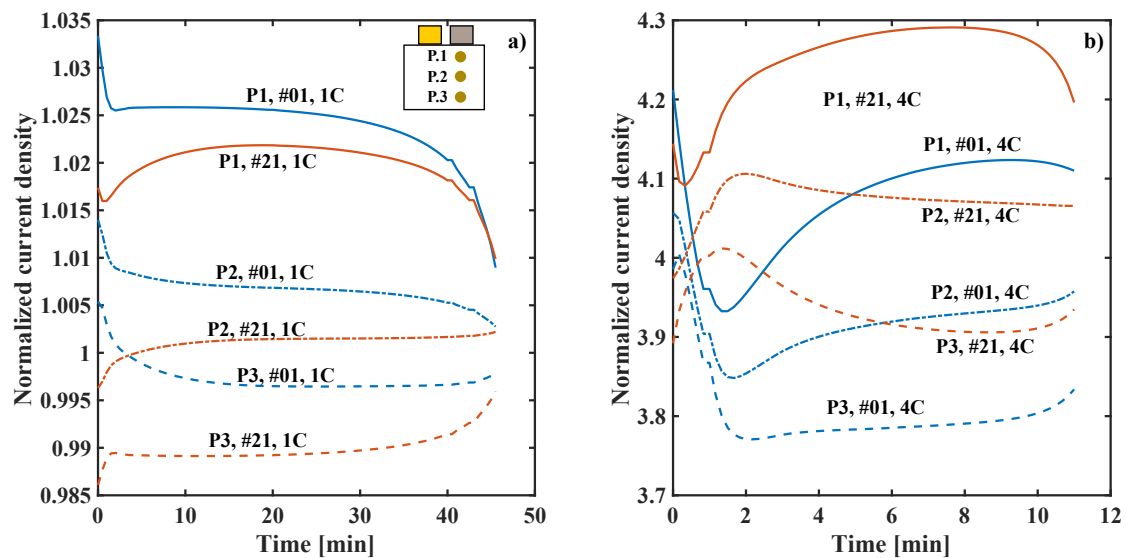 1.04
1.035
1.03
1.025
1.02
1.015
1.01
1.005
1
0.995
0.99
0.985
Normalized current density
0
10
20
30
40
50
Time [min]
a)
P.1
P.2
P.3
P1, #01, 1C
P1, #21, 1C
P2, #01, 1C
P2, #21, 1C
P3, #01, 1C
P3, #21, 1C
4.3
4.2
4.1
4
3.9
3.8
3.7
Normalized current density
0
2
4
6
8
10
12
Time [min]
b)
P1, #21, 4C
P1, #01, 4C
P2, #21, 4C
P2, #01, 4C
P3, #21, 4C
P3, #01, 4C